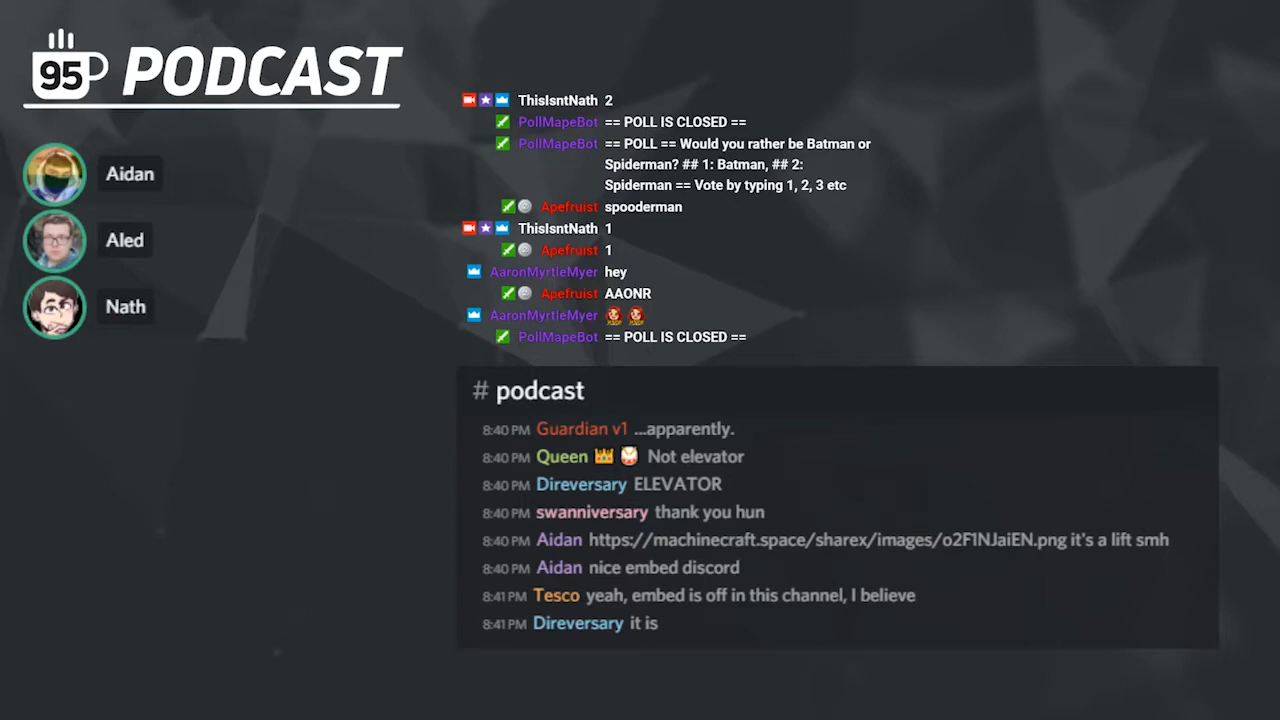 95 PODCAST
Aidan
Aled
Nath
ThisIsntNath 2
PollMapeBot == POLL IS CLOSED ==
PollMapeBot == POLL == Would you rather be Batman or
Spiderman? ## 1: Batman, ## 2:
Spiderman == Vote by typing 1, 2, 3 etc
Apefruist spooderman
ThisIsntNath 1
Apefruist 1
AaronMyrtleMyer hey
Apefruist AAONR
AaronMyrtleMyer
PollMapeBot == POLL IS CLOSED ==
# podcast
8:40 PM Guardian v1 ...apparently.
8:40 PM Queen Not elevator
8:40 PM Direversary ELEVATOR
8:40 PM swanniversary thank you hun
8:40 PM Aidan https://machinecraft.space/sharex/images/o2F1NJaiEN.png it's a lift smh
8:40 PM Aidan nice embed discord
8:41 PM Tesco yeah, embed is off in this channel, I believe
8:41 PM Direversary it is